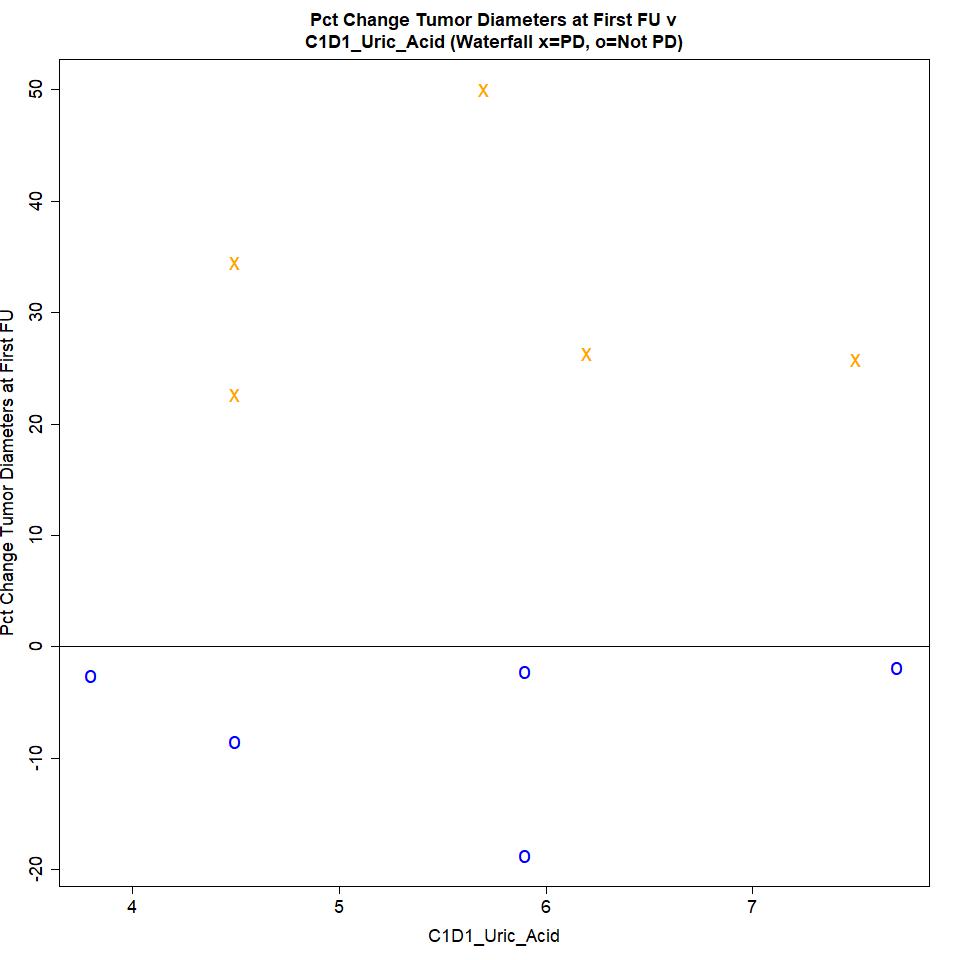 Pct Change Tumor Diameters at First FU v
C1D1_Uric_Acid (Waterfall x=PD, o=Not PD)
Pct Change Tumor Diameters at First FU
50
40
30
20
10
0
-10
-20
X
X
X
X
X
O
O
O
O
O
4
5
6
7
C1D1_Uric_Acid